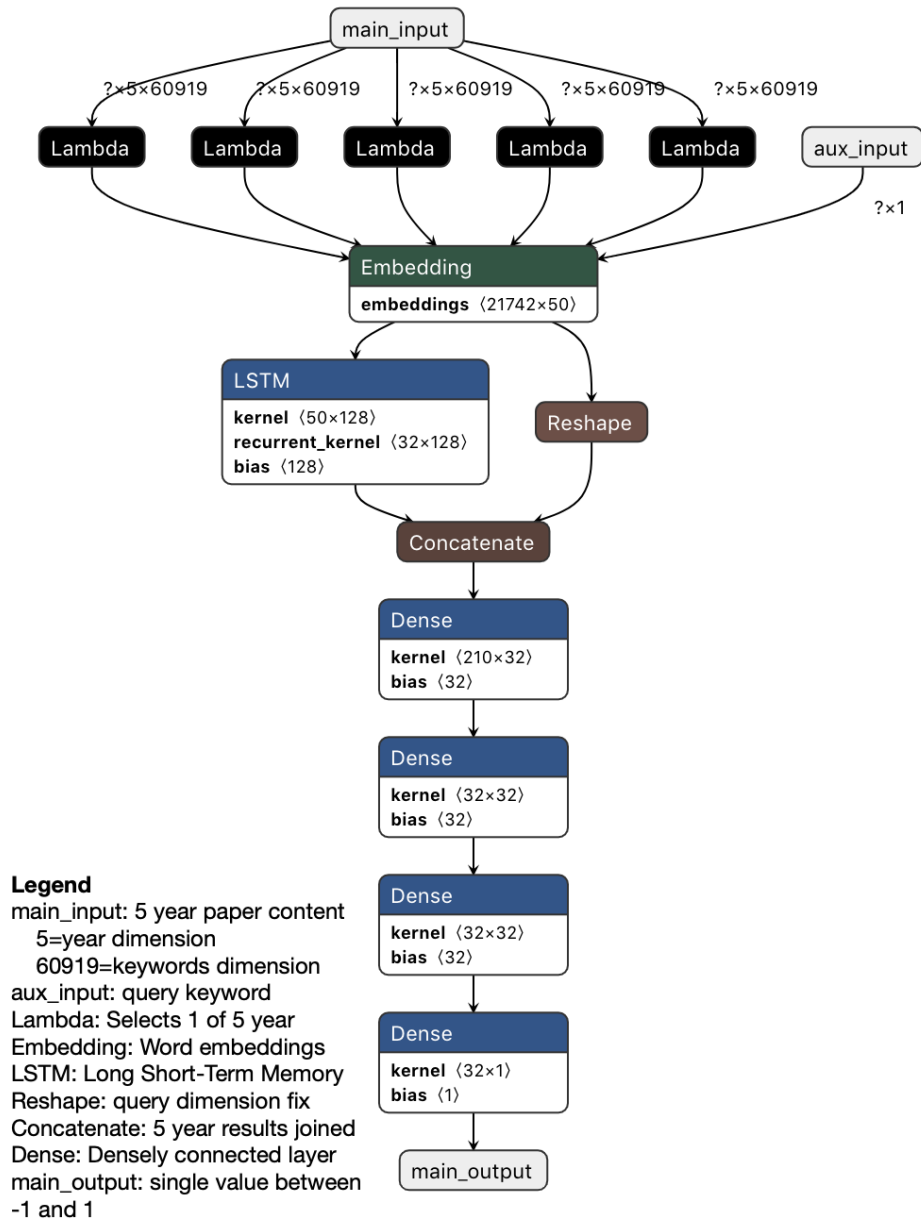 main_input
?×5×60919 ?×5×60919 ?×5×60919 ?×5×60919 ?×5×60919
Lambda Lambda Lambda Lambda Lambda aux_input
?×1
Embedding
embeddings ⟨21742×50⟩
LSTM
kernel ⟨50×128⟩
recurrent_kernel ⟨32×128⟩
bias ⟨128⟩
Reshape
Concatenate
Dense
kernel ⟨210×32⟩
bias ⟨32⟩
Dense
kernel ⟨32×32⟩
bias ⟨32⟩
Dense
kernel ⟨32×32⟩
bias ⟨32⟩
Dense
kernel ⟨32×1⟩
bias ⟨1⟩
main_output
Legend
main_input: 5 year paper content
5=year dimension
60919=keywords dimension
aux_input: query keyword
Lambda: Selects 1 of 5 year
Embedding: Word embeddings
LSTM: Long Short-Term Memory
Reshape: query dimension fix
Concatenate: 5 year results joined
Dense: Densely connected layer
main_output: single value between
-1 and 1